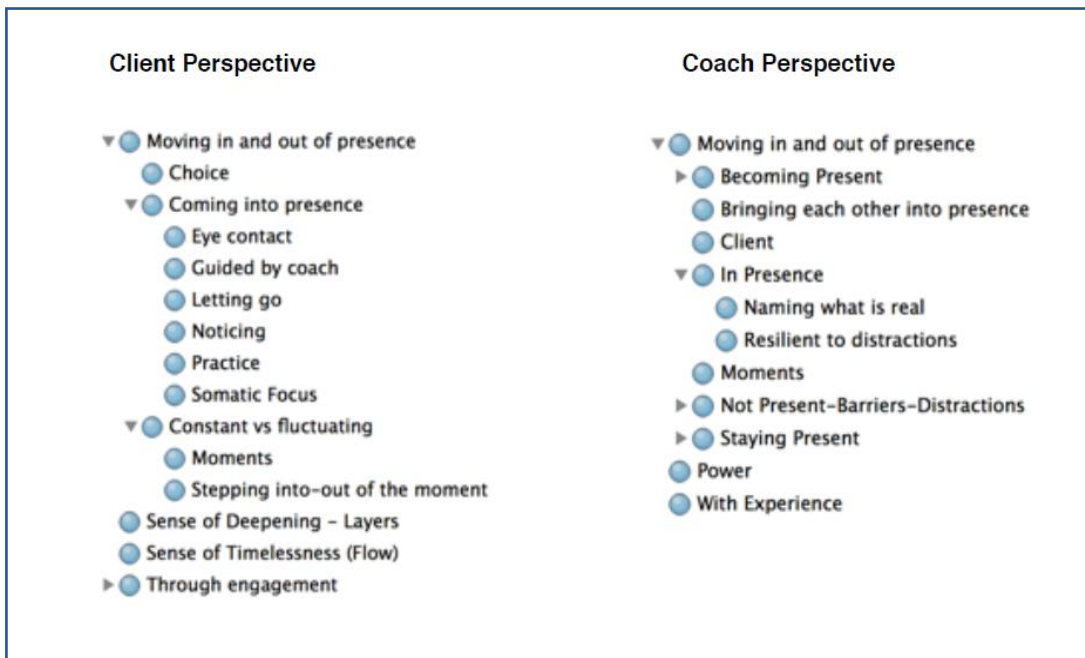 Client Perspective
Moving in and out of presence
Choice
Coming into presence
Eye contact
Guided by coach
Letting go
Noticing
Practice
Somatic Focus
Constant vs fluctuating
Moments
Stepping into-out of the moment
Sense of Deepening - Layers
Sense of Timelessness (Flow)
Through engagement
Coach Perspective
Moving in and out of presence
Becoming Present
Bringing each other into presence
Client
In Presence
Naming what is real
Resilient to distractions
Moments
Not Present-Barriers-Distractions
Staying Present
Power
With Experience